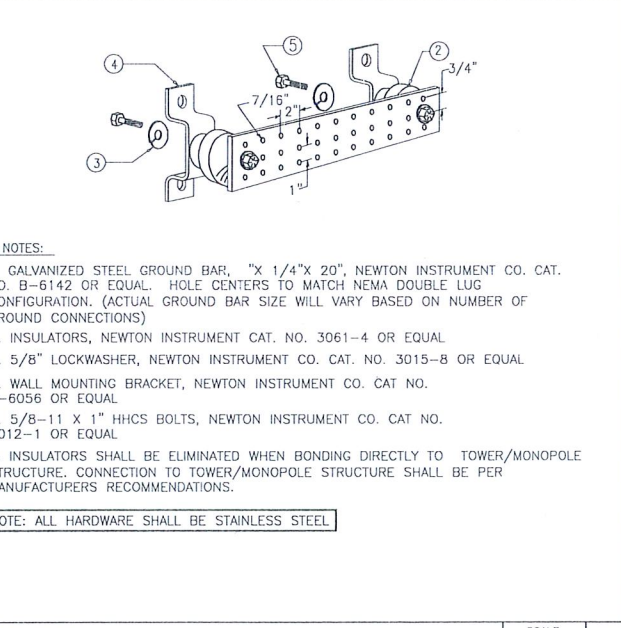 5
2
4
3/4"
7/16"
2"
3
1"
NOTES:
GALVANIZED STEEL GROUND BAR, "X 1/4"X 20", NEWTON INSTRUMENT CO. CAT.
O. B-6142 OR EQUAL. HOLE CENTERS TO MATCH NEMA DOUBLE LUG
ONFIGURATION. (ACTUAL GROUND BAR SIZE WILL VARY BASED ON NUMBER OF
ROUND CONNECTIONS)
INSULATORS, NEWTON INSTRUMENT CAT. NO. 3061-4 OR EQUAL
5/8" LOCKWASHER, NEWTON INSTRUMENT CO. CAT. NO. 3015-8 OR EQUAL
WALL MOUNTING BRACKET, NEWTON INSTRUMENT CO. CAT NO.
-6056 OR EQUAL
5/8-11 X 1" HHCS BOLTS, NEWTON INSTRUMENT CO. CAT NO.
012-1 OR EQUAL
INSULATORS SHALL BE ELIMINATED WHEN BONDING DIRECTLY TO TOWER/MONOPOLE
TRUCTURE. CONNECTION TO TOWER/MONOPOLE STRUCTURE SHALL BE PER
ANUFACTURERS RECOMMENDATIONS.
OTE: ALL HARDWARE SHALL BE STAINLESS STEEL